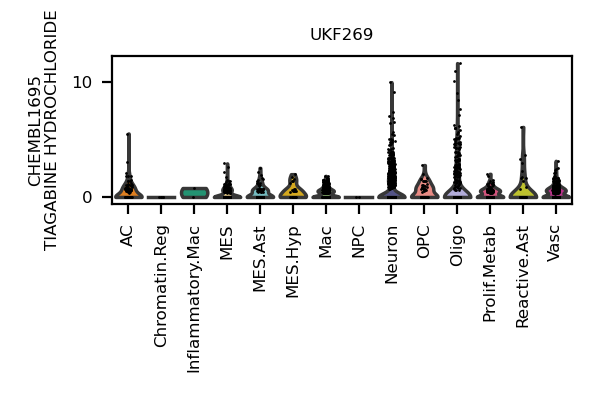 UKF269
CHEMBL1695
TIAGABINE HYDROCHLORIDE
10
0
AC
Chromatin.Reg
Inflammatory.Mac
MES
MES.Ast
MES.Hyp
Mac
NPC
Neuron
OPC
Oligo
Prolif.Metab
Reactive.Ast
Vasc